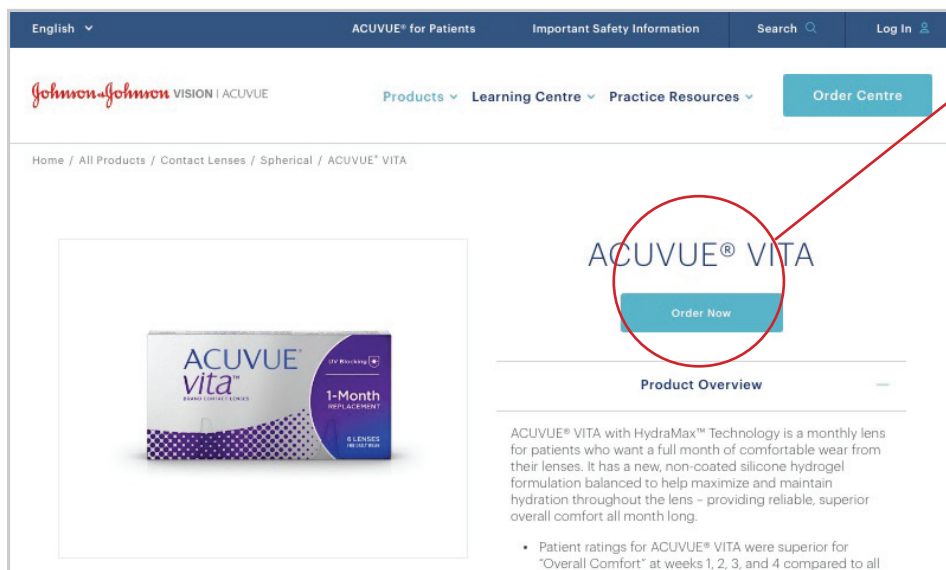 English
ACUVUE® for Patients
Important Safety Information
Search
Log In
Johnson & Johnson VISION | ACUVUE
Products
Learning Centre
Practice Resources
Order Centre
Home / All Products / Contact Lenses / Spherical / ACUVUE® VITA
ACUVUE® VITA
Order Now
ACUVUE®
vita™
BRAND CONTACT LENSES
UV Blocking
1-Month
REPLACEMENT
6 LENSES
Product Overview
ACUVUE® VITA with HydraMax™ Technology is a monthly lens
for patients who want a full month of comfortable wear from
their lenses. It has a new, non-coated silicone hydrogel
formulation balanced to help maximize and maintain
hydration throughout the lens – providing reliable, superior
overall comfort all month long.
• Patient ratings for ACUVUE® VITA were superior for
"Overall Comfort" at weeks 1, 2, 3, and 4 compared to all